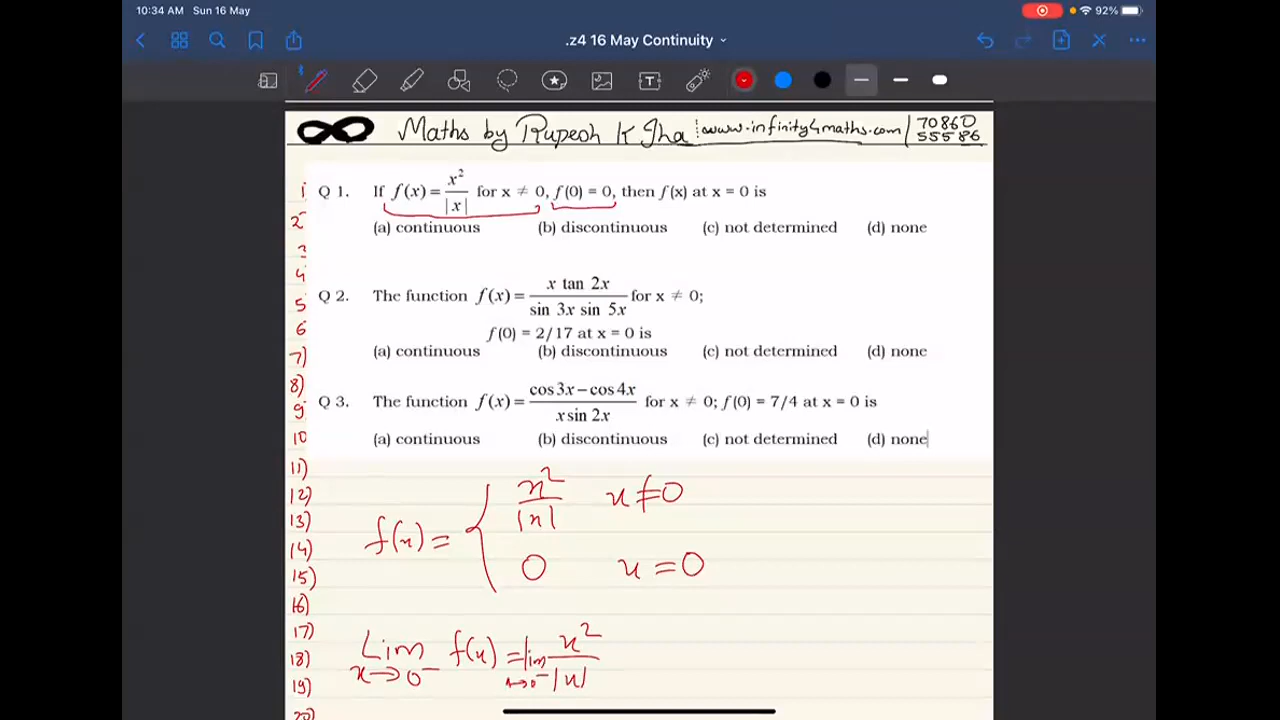 10:34 AM Sun 16 May
92%
.z4 16 May Continuity
Maths by Rupesh K Jha www.infinity4maths.com / 70860 55586
Q 1. If f(x) = x²/|x| for x ≠ 0, f(0) = 0, then f(x) at x = 0 is
(a) continuous (b) discontinuous (c) not determined (d) none
Q 2. The function f(x) = x tan 2x / sin 3x sin 5x for x ≠ 0;
f(0) = 2/17 at x = 0 is
(a) continuous (b) discontinuous (c) not determined (d) none
Q 3. The function f(x) = cos 3x – cos 4x / x sin 2x for x ≠ 0; f(0) = 7/4 at x = 0 is
(a) continuous (b) discontinuous (c) not determined (d) none
1
2
3
4
5
6
7)
8)
9
10
11)
12)
13)
14)
15)
16)
17)
18)
19)
20)
f(x) = { x²/|x| x ≠ 0
0 x = 0
Lim x→0⁻ f(x) = lim x→0⁻ x²/|x|